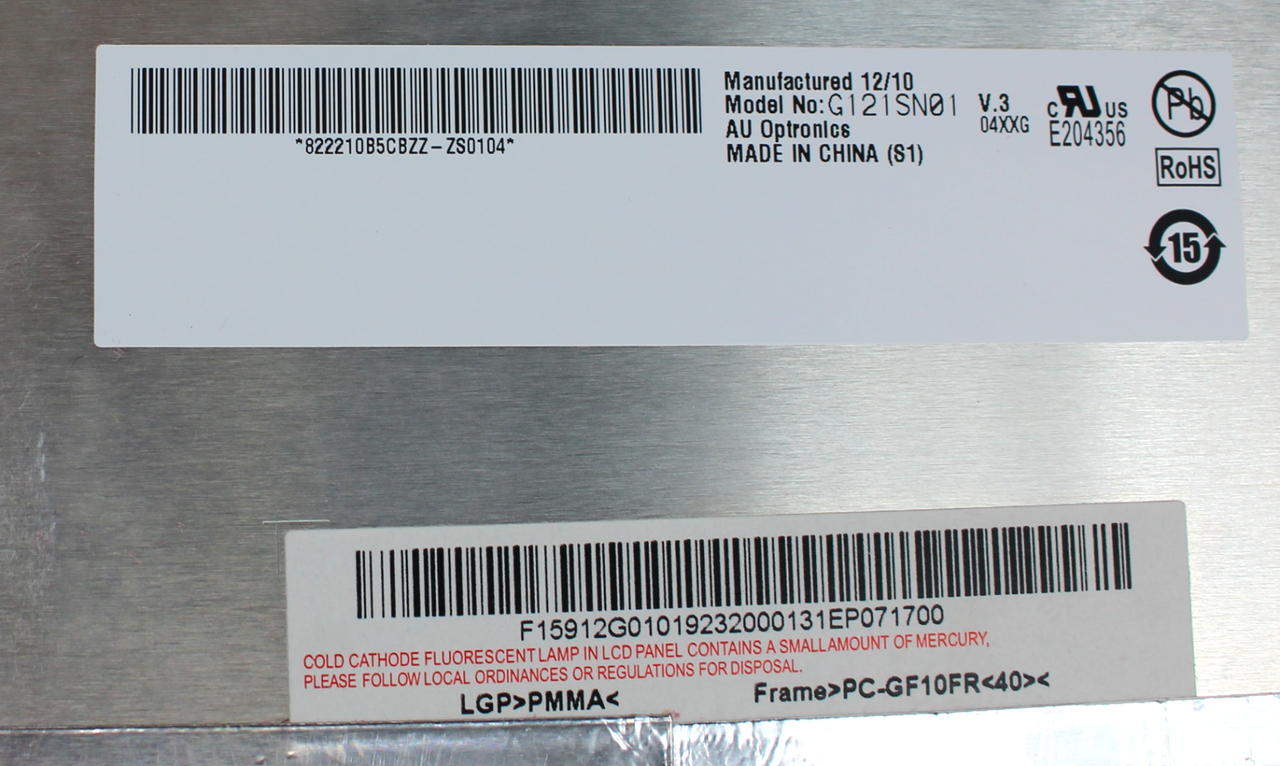 *822210B5CBZZ-ZS0104*
Manufactured 12/10
Model No:G121SN01 V.3
AU Optronics 04XXG
MADE IN CHINA (S1)
c RU US
E204356
Pb
RoHS
15
F15912G01019232000131EP071700
COLD CATHODE FLUORESCENT LAMP IN LCD PANEL CONTAINS A SMALLAMOUNT OF MERCURY,
PLEASE FOLLOW LOCAL ORDINANCES OR REGULATIONS FOR DISPOSAL.
LGP>PMMA< Frame>PC-GF10FR<40><